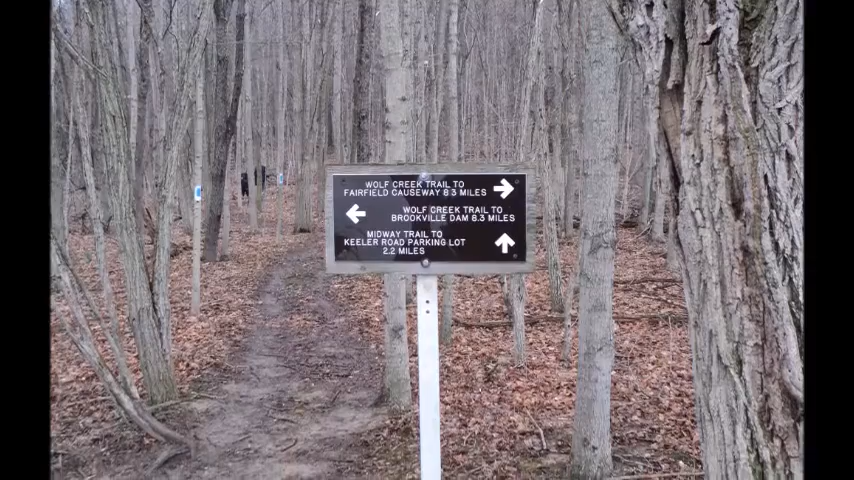 WOLF CREEK TRAIL TO
FAIRFIELD CAUSEWAY 8.3 MILES
WOLF CREEK TRAIL TO
BROOKVILLE DAM 8.3 MILES
MIDWAY TRAIL TO
KEELER ROAD PARKING LOT
2.2 MILES